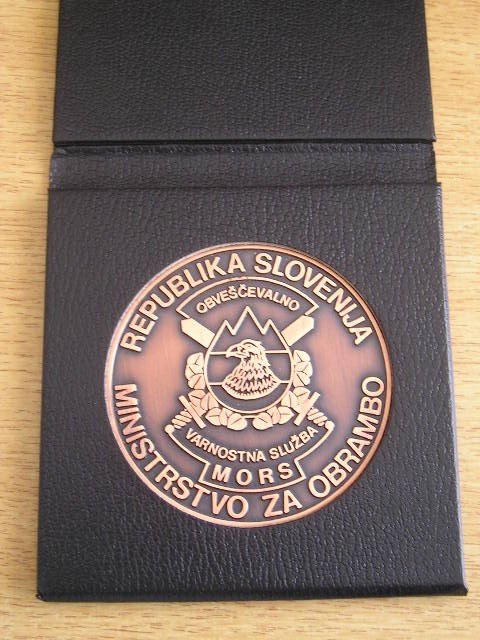 REPUBLIKA SLOVENIJA
OBVEŠČEVALNO
VARNOSTNA SLUŽBA
MORS
MINISTRSTVO ZA OBRAMBO